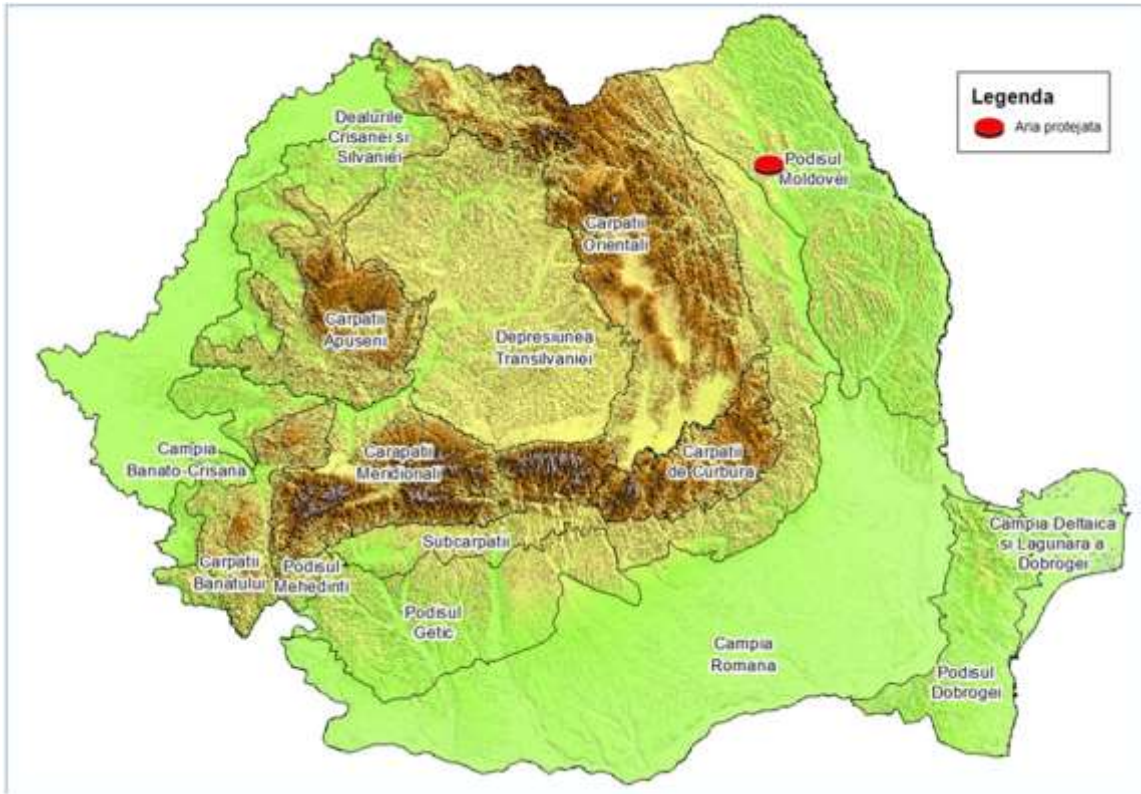 Legenda
Aria protejata
Dealurile
Crisanei si
Silvaniei
Podisul
Moldovei
Carpatii
Orientali
Carpatii
Apuseni
Depresiunea
Transilvaniei
Campia
Banato-Crisana
Carapatii
Meridionali
Carpatii
de Curbura
Subcarpatii
Carpatii
Banatului
Podisul
Mehedinti
Podisul
Getic
Campia
Romana
Campia Deltaica
si Lagunara a
Dobrogei
Podisul
Dobrogei